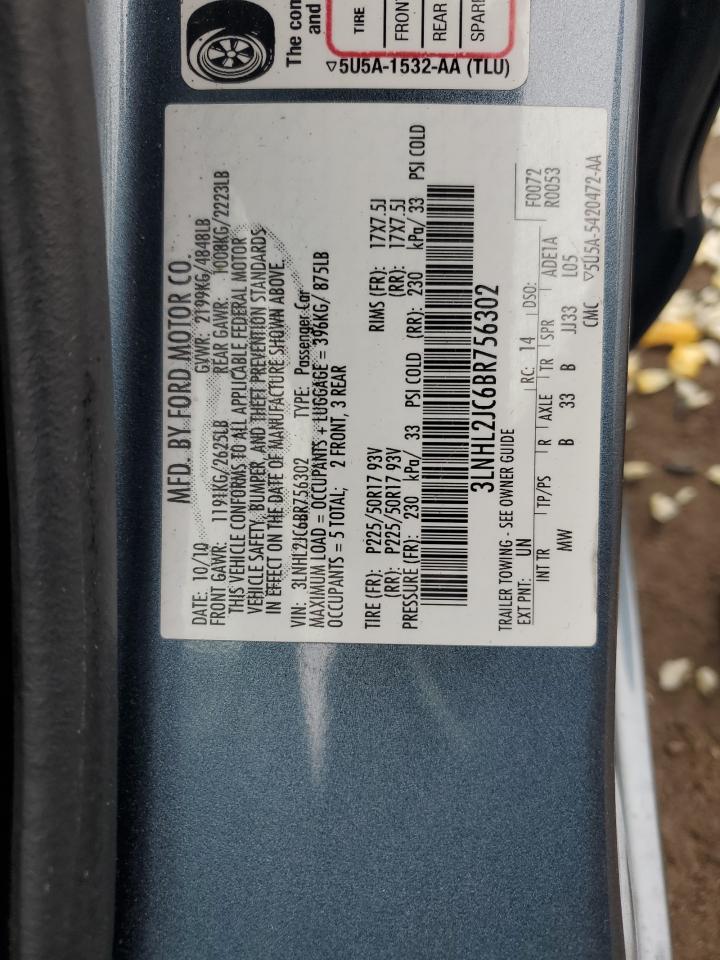 The com
and
TIRE
FRONT
REAR
SPARE
▽5U5A-1532-AA (TLU)
MFD. BY FORD MOTOR CO.
DATE: 10/10 GVWR: 2199KG/4848LB
FRONT GAWR: 1191KG/2625LB REAR GAWR: 1008KG/2223LB
THIS VEHICLE CONFORMS TO ALL APPLICABLE FEDERAL MOTOR
VEHICLE SAFETY, BUMPER, AND THEFT PREVENTION STANDARDS
IN EFFECT ON THE DATE OF MANUFACTURE SHOWN ABOVE.
VIN: 3LNHL2JC6BR756302 TYPE: Passenger Car
MAXIMUM LOAD = OCCUPANTS + LUGGAGE = 396KG/ 875LB
OCCUPANTS = 5 TOTAL; 2 FRONT, 3 REAR
TIRE (FR): P225/50R17 93V RIMS (FR): 17X7.5J
(RR): P225/50R17 93V (RR): 17X7.5J
PRESSURE (FR): 230 kPa/ 33 PSI COLD (RR): 230 kPa/ 33 PSI COLD
3LNHL2JC6BR756302
TRAILER TOWING - SEE OWNER GUIDE F0072
EXT PNT: UN RC: 14 DSO: R0053
INT TR TP/PS R AXLE TR SPR ADE1A
MW B 33 B JJ33 L05
CMC ▽5U5A-5420472-AA